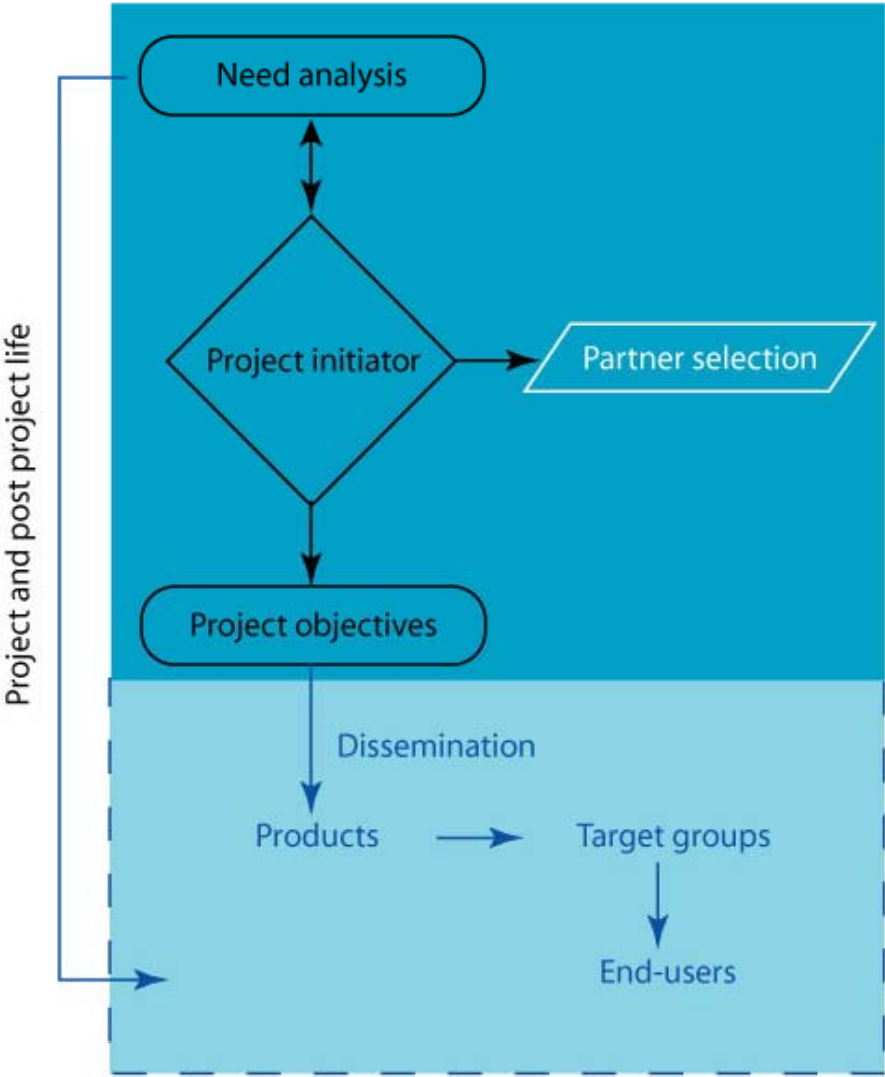 Need analysis
Project initiator
Partner selection
Project objectives
Project and post project life
Dissemination
Products
Target groups
End-users